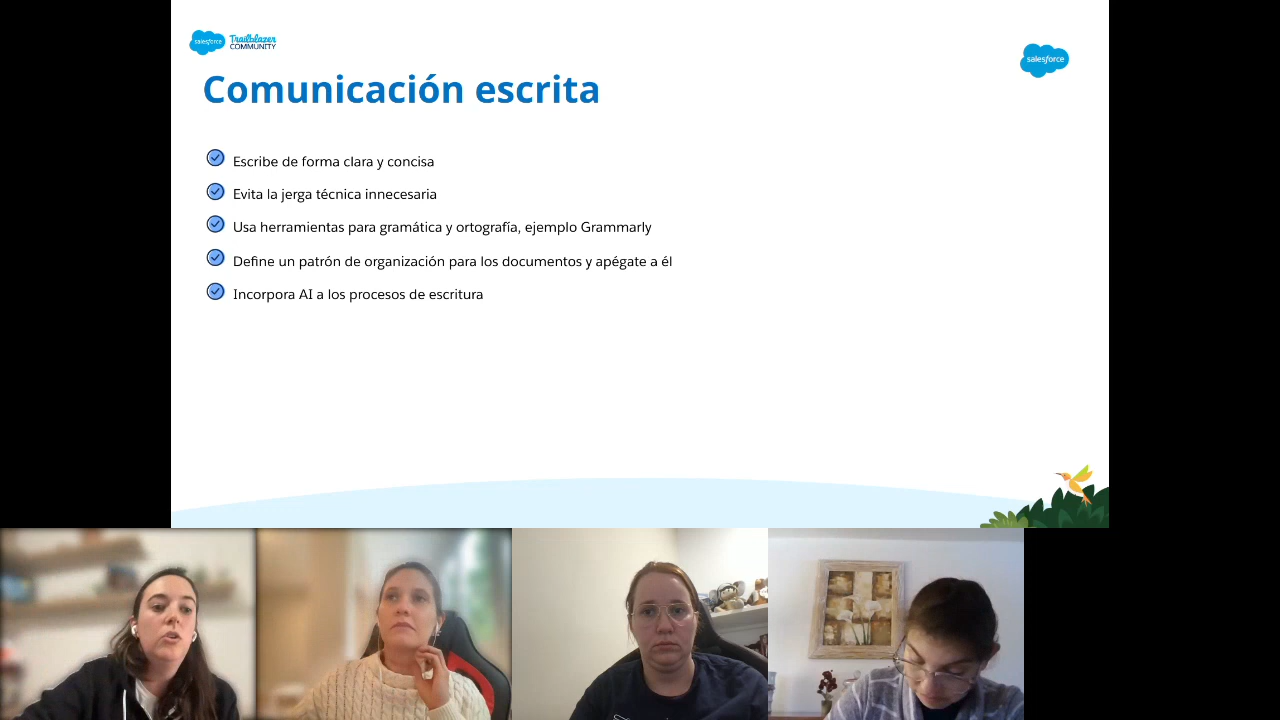 salesforce
Trailblazer
COMMUNITY
salesforce
Comunicación escrita
Escribe de forma clara y concisa
Evita la jerga técnica innecesaria
Usa herramientas para gramática y ortografía, ejemplo Grammarly
Define un patrón de organización para los documentos y apégate a él
Incorpora AI a los procesos de escritura